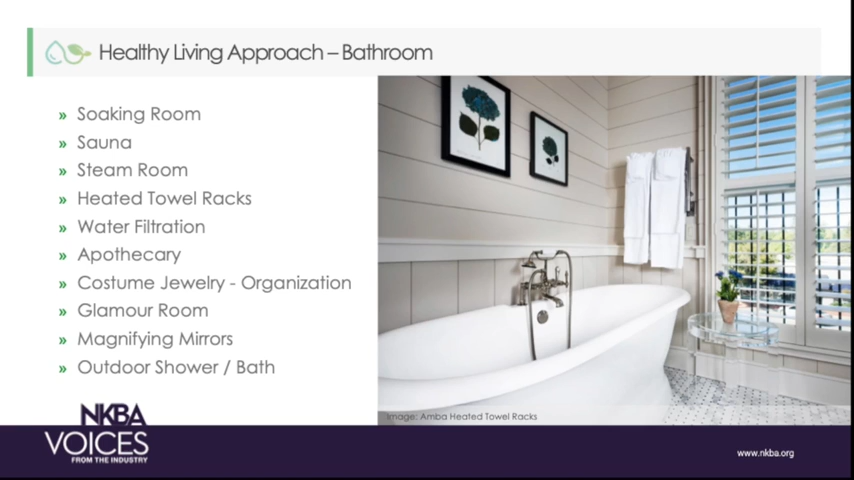 Healthy Living Approach – Bathroom
» Soaking Room
» Sauna
» Steam Room
» Heated Towel Racks
» Water Filtration
» Apothecary
» Costume Jewelry - Organization
» Glamour Room
» Magnifying Mirrors
» Outdoor Shower / Bath
Image: Amba Heated Towel Racks
NKBA
VOICES
FROM THE INDUSTRY
www.nkba.org